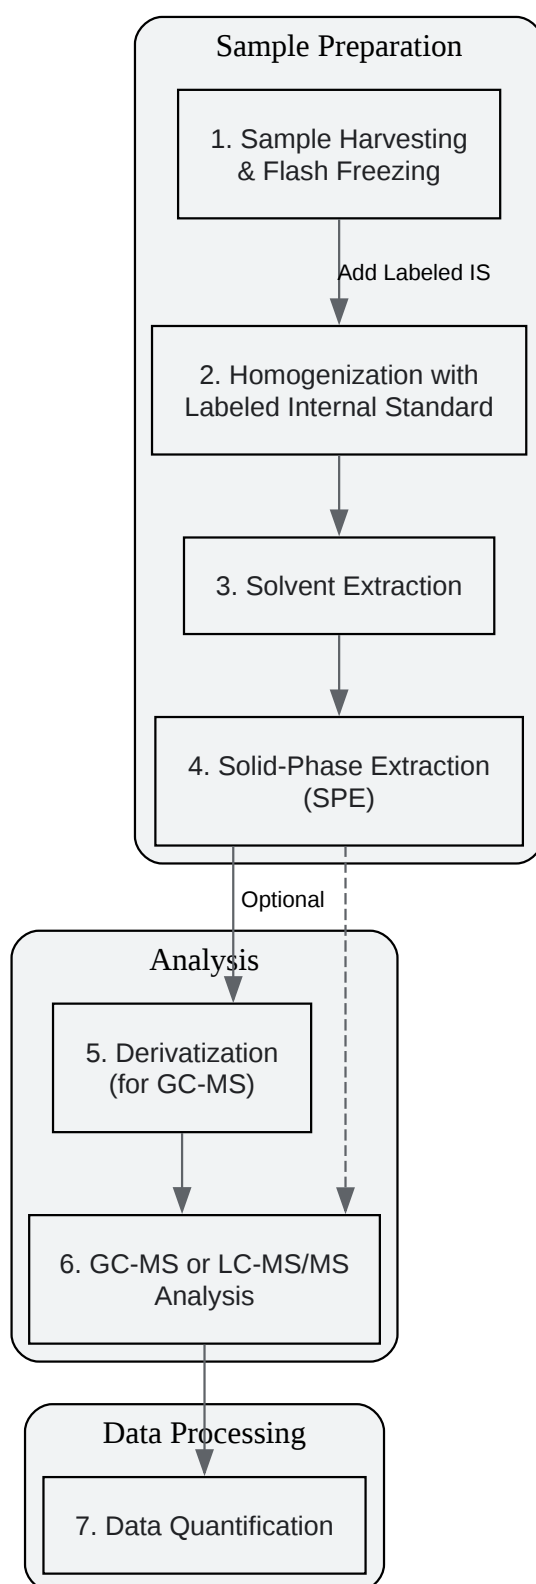 Sample Preparation
1. Sample Harvesting
& Flash Freezing
Add Labeled IS
2. Homogenization with
Labeled Internal Standard
3. Solvent Extraction
4. Solid-Phase Extraction
(SPE)
Optional
Analysis
5. Derivatization
(for GC-MS)
6. GC-MS or LC-MS/MS
Analysis
Data Processing
7. Data Quantification